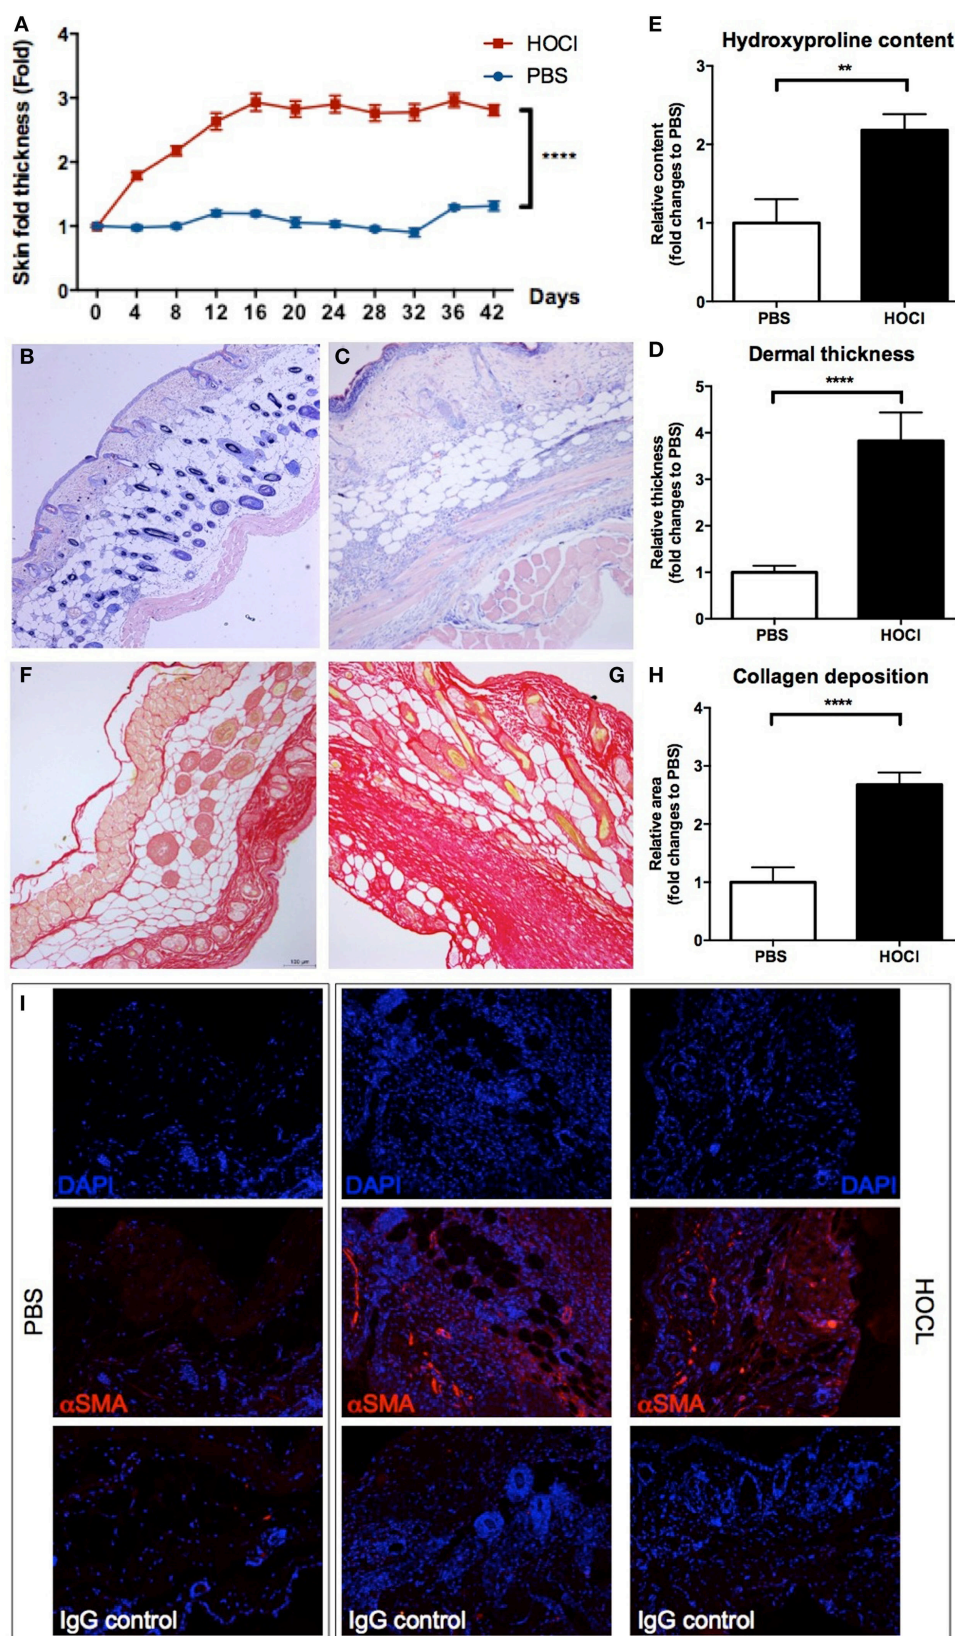 A
Skin fold thickness (Fold)
4
3
2
1
0
HOCl
PBS
****
0 4 8 12 16 20 24 28 32 36 42
Days
E
Hydroxyproline content
Relative content
(fold changes to PBS)
3
2
1
0
**
PBS HOCl
B
C
D
Dermal thickness
Relative thickness
(fold changes to PBS)
5
4
3
2
1
0
****
PBS HOCl
F
100 µm
G
H
Collagen deposition
Relative area
(fold changes to PBS)
4
3
2
1
0
****
PBS HOCl
I
PBS
HOCL
DAPI
DAPI
DAPI
αSMA
αSMA
αSMA
IgG control
IgG control
IgG control